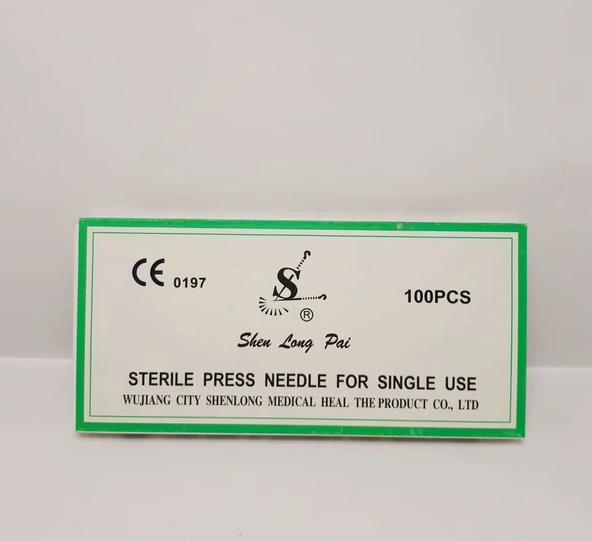 CE 0197
S
®
100PCS
Shen Long Pai
STERILE PRESS NEEDLE FOR SINGLE USE
WUJIANG CITY SHENLONG MEDICAL HEAL THE PRODUCT CO., LTD